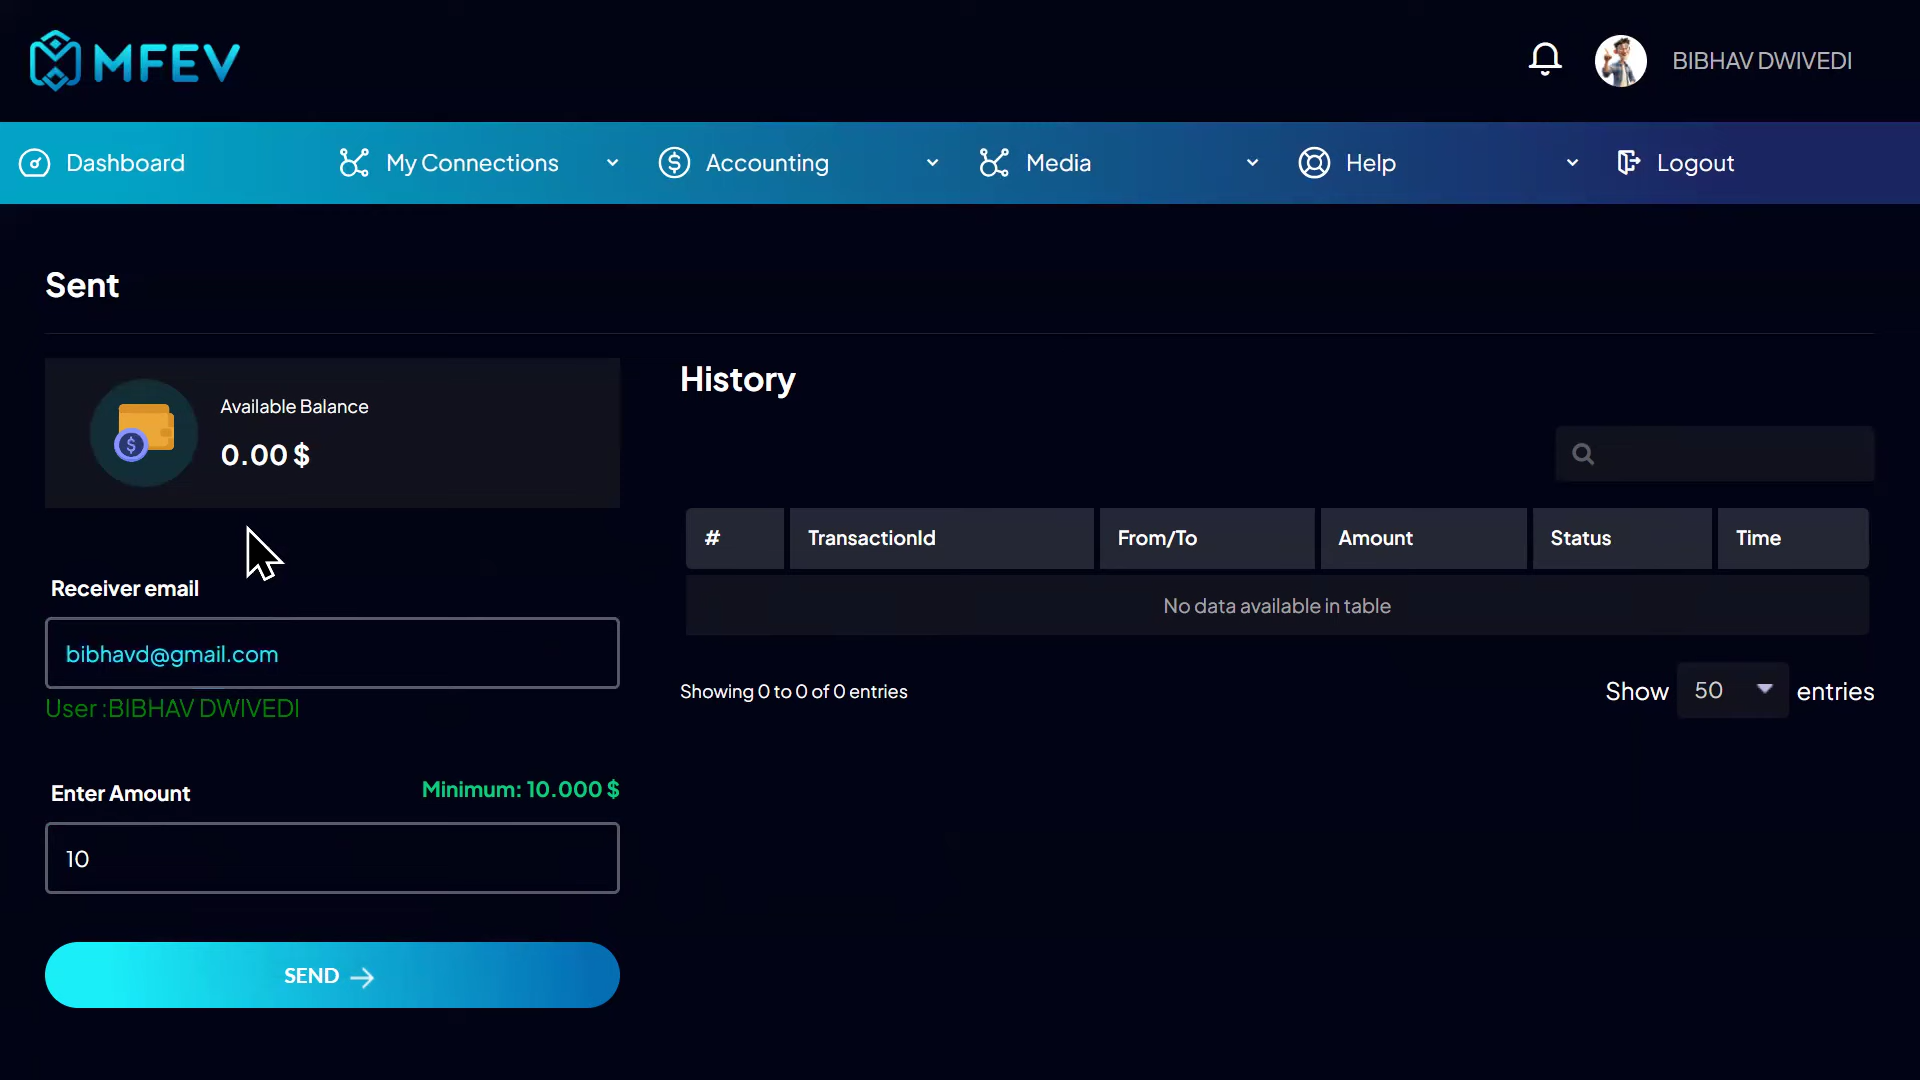 MFEV
BIBHAV DWIVEDI
Dashboard
My Connections
Accounting
Media
Help
Logout
Sent
Available Balance
0.00 $
Receiver email
bibhavd@gmail.com
User :BIBHAV DWIVEDI
Enter Amount
Minimum: 10.000 $
10
SEND
History
# TransactionId From/To Amount Status Time
No data available in table
Showing 0 to 0 of 0 entries
Show 50 entries